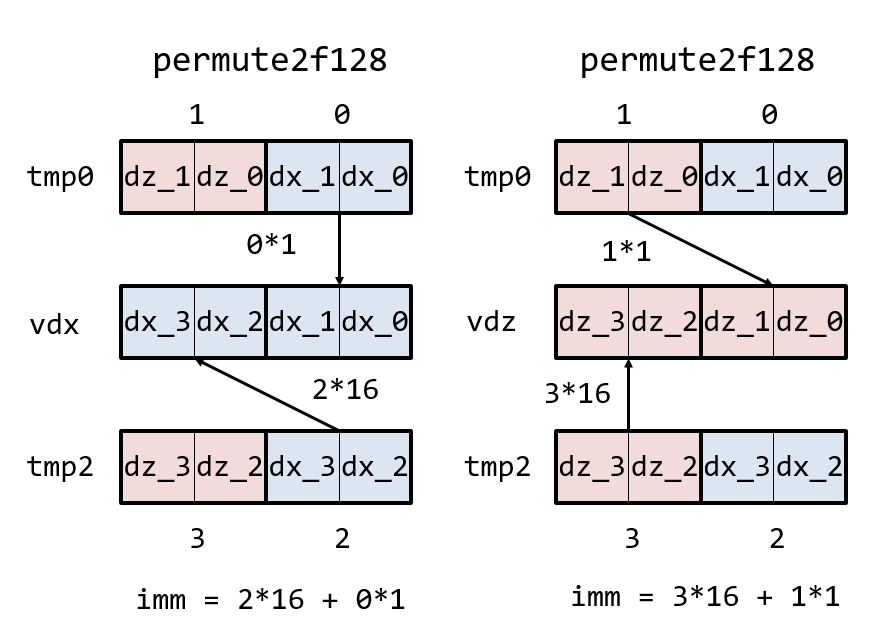 permute2f128
1 0
tmp0 dz_1 dz_0 dx_1 dx_0
0*1
vdx dx_3 dx_2 dx_1 dx_0
2*16
tmp2 dz_3 dz_2 dx_3 dx_2
3 2
imm = 2*16 + 0*1
permute2f128
1 0
tmp0 dz_1 dz_0 dx_1 dx_0
1*1
vdz dz_3 dz_2 dz_1 dz_0
3*16
tmp2 dz_3 dz_2 dx_3 dx_2
3 2
imm = 3*16 + 1*1